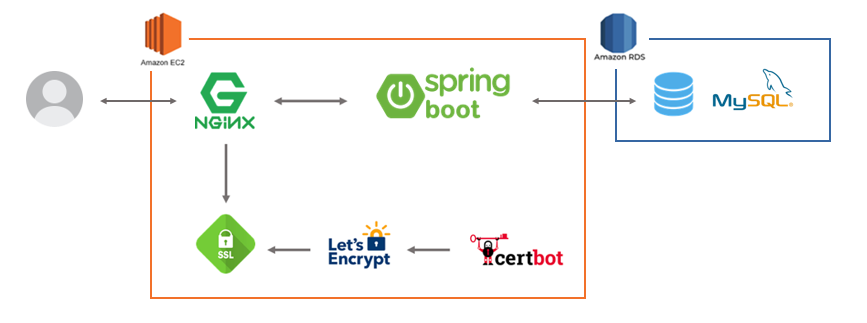 Amazon EC2
Amazon RDS
NGINX
spring
boot
MySQL®
SSL
Let's
Encrypt
certbot